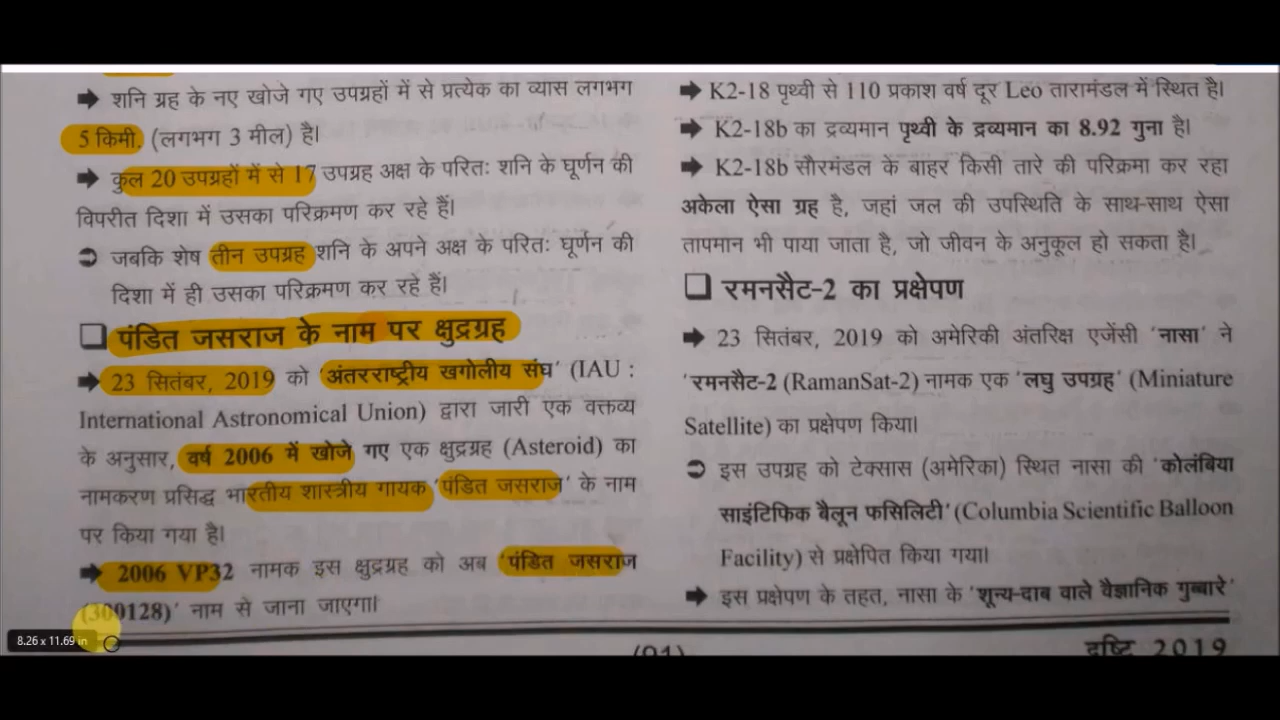 ➡ शनि ग्रह के नए खोजे गए उपग्रहों में से प्रत्येक का व्यास लगभग
5 किमी. (लगभग 3 मील) है।
➡ कुल 20 उपग्रहों में से 17 उपग्रह अक्ष के परितः शनि के घूर्णन की
विपरीत दिशा में उसका परिक्रमण कर रहे हैं।
➲ जबकि शेष तीन उपग्रह शनि के अपने अक्ष के परितः घूर्णन की
दिशा में ही उसका परिक्रमण कर रहे हैं।
❑ पंडित जसराज के नाम पर क्षुद्रग्रह
➡ 23 सितंबर, 2019 को 'अंतरराष्ट्रीय खगोलीय संघ' (IAU :
International Astronomical Union) द्वारा जारी एक वक्तव्य
के अनुसार, वर्ष 2006 में खोजे गए एक क्षुद्रग्रह (Asteroid) का
नामकरण प्रसिद्ध भारतीय शास्त्रीय गायक 'पंडित जसराज' के नाम
पर किया गया है।
➡ 2006 VP32 नामक इस क्षुद्रग्रह को अब 'पंडित जसराज
(300128)' नाम से जाना जाएगा।
8.26 x 11.69 in
➡ K2-18 पृथ्वी से 110 प्रकाश वर्ष दूर Leo तारामंडल में स्थित है।
➡ K2-18b का द्रव्यमान पृथ्वी के द्रव्यमान का 8.92 गुना है।
➡ K2-18b सौरमंडल के बाहर किसी तारे की परिक्रमा कर रहा
अकेला ऐसा ग्रह है, जहां जल की उपस्थिति के साथ-साथ ऐसा
तापमान भी पाया जाता है, जो जीवन के अनुकूल हो सकता है।
❑ रमनसैट-2 का प्रक्षेपण
➡ 23 सितंबर, 2019 को अमेरिकी अंतरिक्ष एजेंसी 'नासा' ने
'रमनसैट-2 (RamanSat-2) नामक एक 'लघु उपग्रह' (Miniature
Satellite) का प्रक्षेपण किया।
➲ इस उपग्रह को टेक्सास (अमेरिका) स्थित नासा की 'कोलंबिया
साइंटिफिक बैलून फसिलिटी' (Columbia Scientific Balloon
Facility) से प्रक्षेपित किया गया।
➡ इस प्रक्षेपण के तहत, नासा के 'शून्य-दाब वाले वैज्ञानिक गुब्बारे'
(91)
दृष्टि 2019